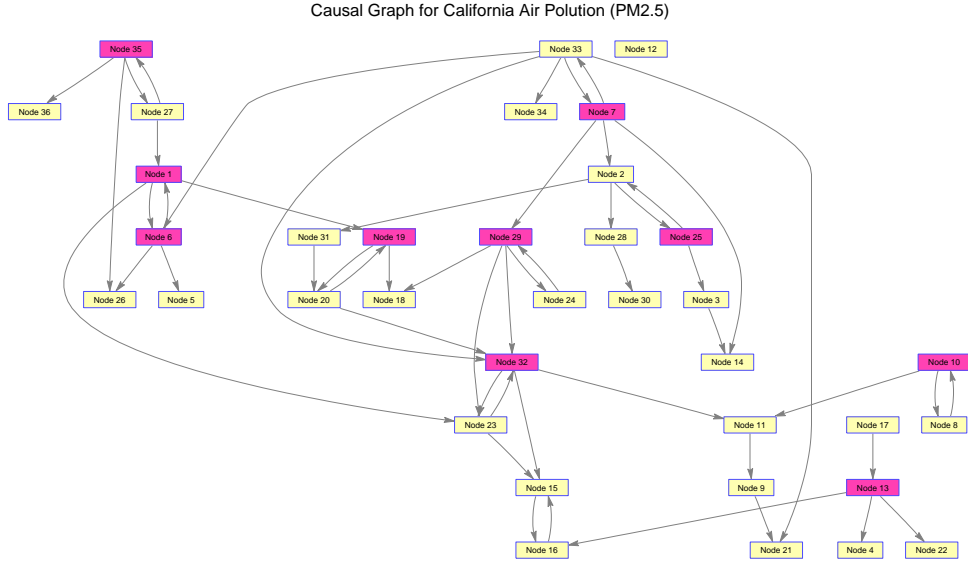 Causal Graph for California Air Polution (PM2.5)
Node 35
Node 33
Node 12
Node 36
Node 27
Node 34
Node 7
Node 1
Node 2
Node 6
Node 31
Node 19
Node 29
Node 28
Node 25
Node 26
Node 5
Node 20
Node 18
Node 24
Node 30
Node 3
Node 32
Node 14
Node 10
Node 23
Node 11
Node 17
Node 8
Node 15
Node 9
Node 13
Node 16
Node 21
Node 4
Node 22